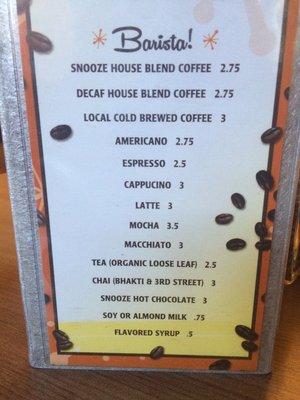 Barista!
SNOOZE HOUSE BLEND COFFEE 2.75
DECAF HOUSE BLEND COFFEE 2.75
LOCAL COLD BREWED COFFEE 3
AMERICANO 2.75
ESPRESSO 2.5
CAPPUCINO 3
LATTE 3
MOCHA 3.5
MACCHIATO 3
TEA (ORGANIC LOOSE LEAF) 2.5
CHAI (BHAKTI & 3RD STREET) 3
SNOOZE HOT CHOCOLATE 3
SOY OR ALMOND MILK .75
FLAVORED SYRUP .5